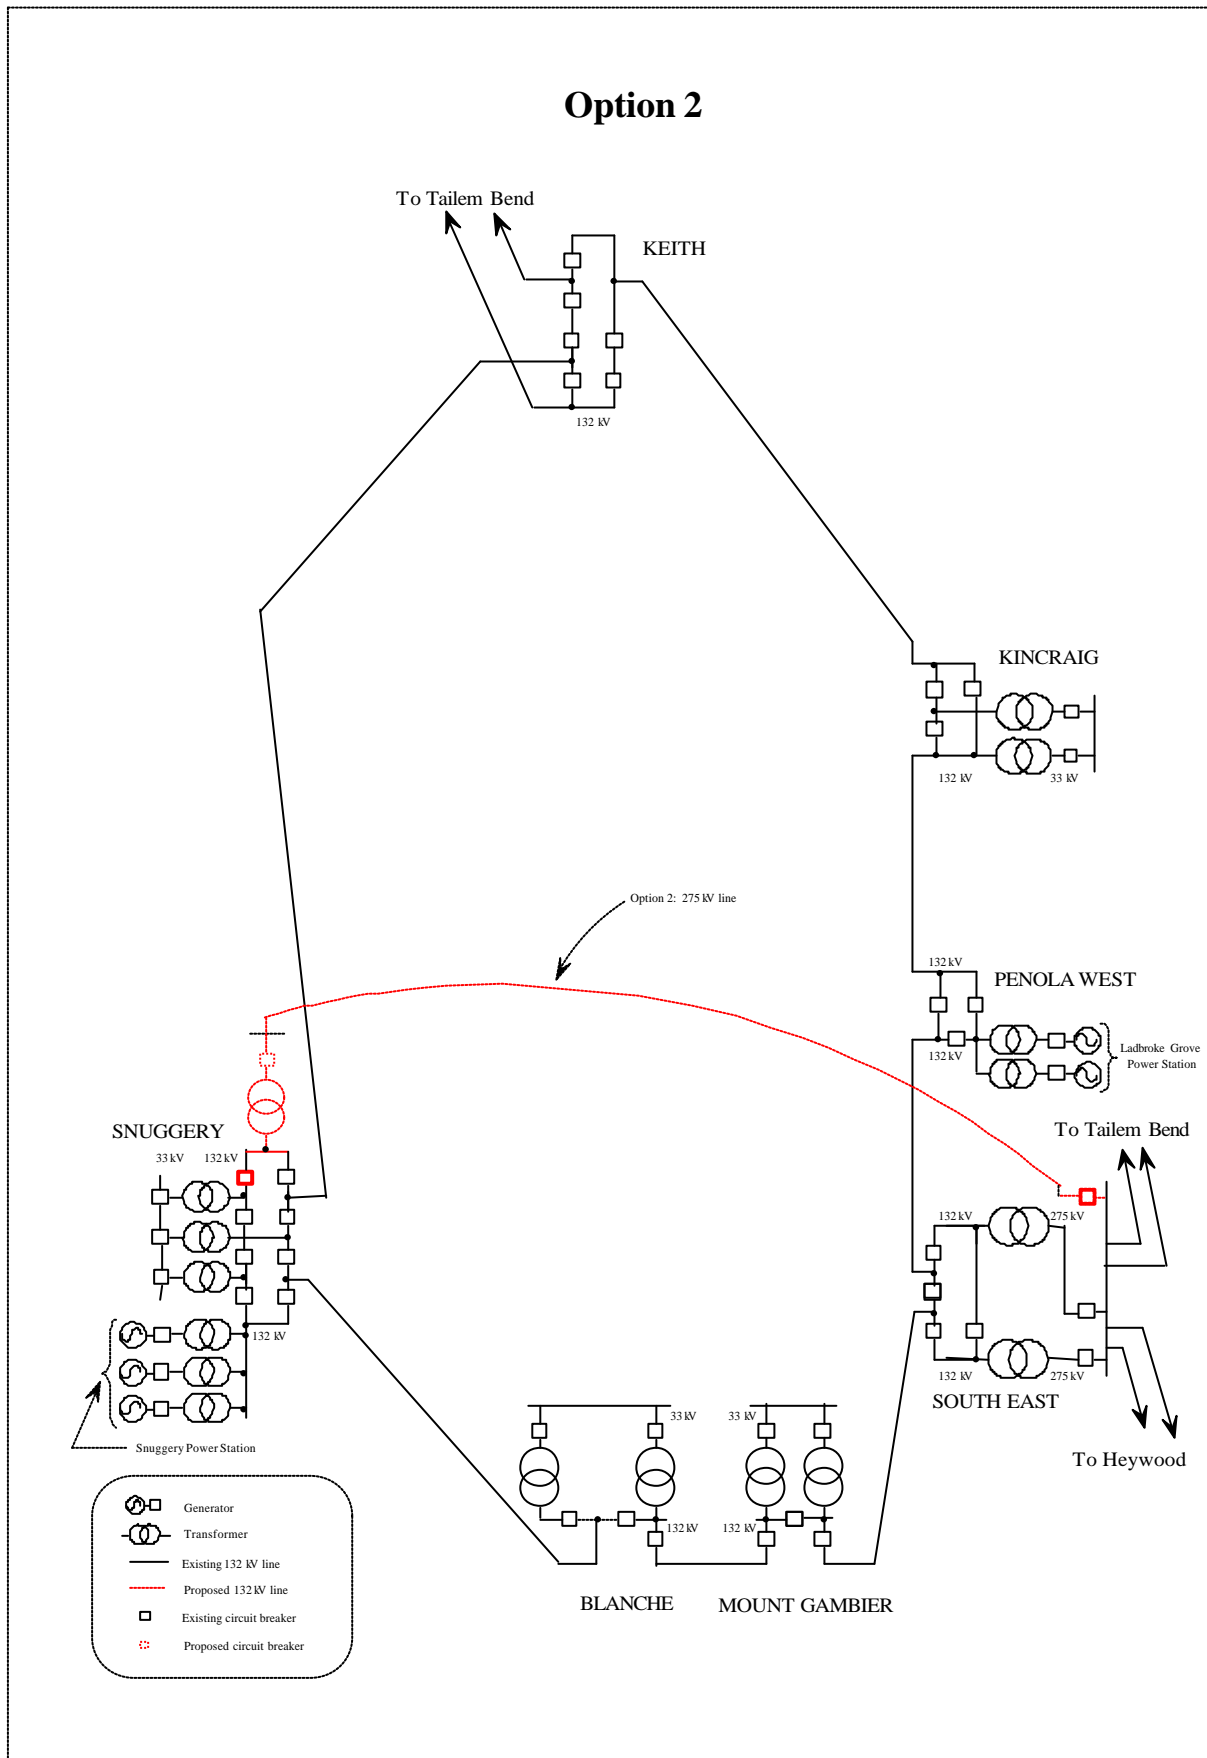 Option 2
To Tailem Bend
KEITH
132 kV
KINCRAIG
132 kV
33 kV
Option 2: 275 kV line
132 kV
PENOLA WEST
132 kV
Ladbroke Grove
Power Station
SNUGGERY
33 kV
132 kV
To Tailem Bend
132 kV
275 kV
132 kV
132 kV
275 kV
SOUTH EAST
33 kV
33 kV
Snuggery Power Station
To Heywood
132 kV
132 kV
BLANCHE
MOUNT GAMBIER
Generator
Transformer
Existing 132 kV line
Proposed 132 kV line
Existing circuit breaker
Proposed circuit breaker